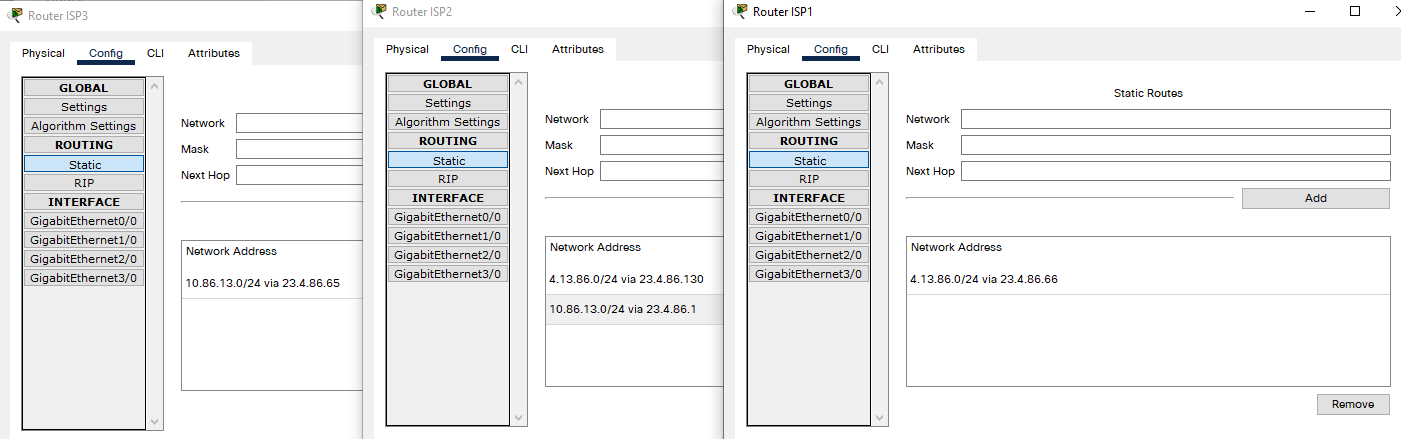 Router ISP3
Physical Config CLI Attributes
GLOBAL
Settings
Algorithm Settings
ROUTING
Static
RIP
INTERFACE
GigabitEthernet0/0
GigabitEthernet1/0
GigabitEthernet2/0
GigabitEthernet3/0
Network
Mask
Next Hop
Network Address
10.86.13.0/24 via 23.4.86.65
Router ISP2
Physical Config CLI Attributes
GLOBAL
Settings
Algorithm Settings
ROUTING
Static
RIP
INTERFACE
GigabitEthernet0/0
GigabitEthernet1/0
GigabitEthernet2/0
GigabitEthernet3/0
Network
Mask
Next Hop
Network Address
4.13.86.0/24 via 23.4.86.130
10.86.13.0/24 via 23.4.86.1
Router ISP1
Physical Config CLI Attributes
GLOBAL
Settings
Algorithm Settings
ROUTING
Static
RIP
INTERFACE
GigabitEthernet0/0
GigabitEthernet1/0
GigabitEthernet2/0
GigabitEthernet3/0
Static Routes
Network
Mask
Next Hop
Add
Network Address
4.13.86.0/24 via 23.4.86.66
Remove